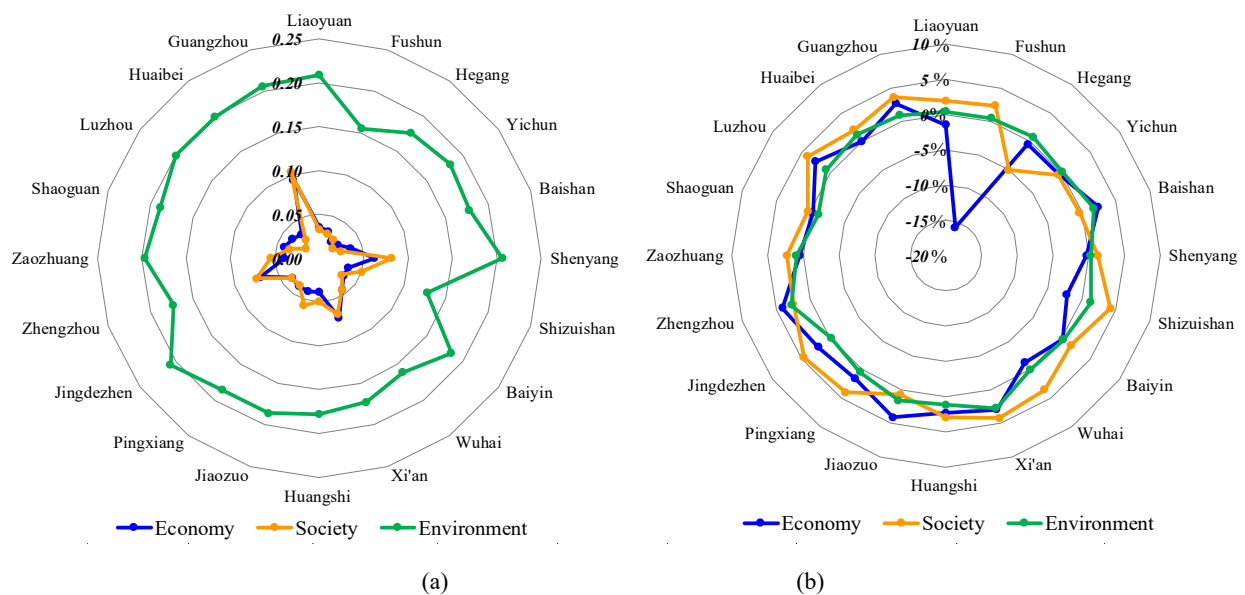 Liaoyuan
Fushun
Hegang
Yichun
Baishan
Shenyang
Shizuishan
Baiyin
Wuhai
Xi'an
Huangshi
Jiaozuo
Pingxiang
Jingdezhen
Zhengzhou
Zaozhuang
Shaoguan
Luzhou
Huaibei
Guangzhou
0.25
0.20
0.15
0.10
0.05
0.00
Economy Society Environment
(a)
Liaoyuan
Fushun
Hegang
Yichun
Baishan
Shenyang
Shizuishan
Baiyin
Wuhai
Xi'an
Huangshi
Jiaozuo
Pingxiang
Jingdezhen
Zhengzhou
Zaozhuang
Shaoguan
Luzhou
Huaibei
Guangzhou
10%
5%
0%
-5%
-10%
-15%
-20%
Economy Society Environment
(b)